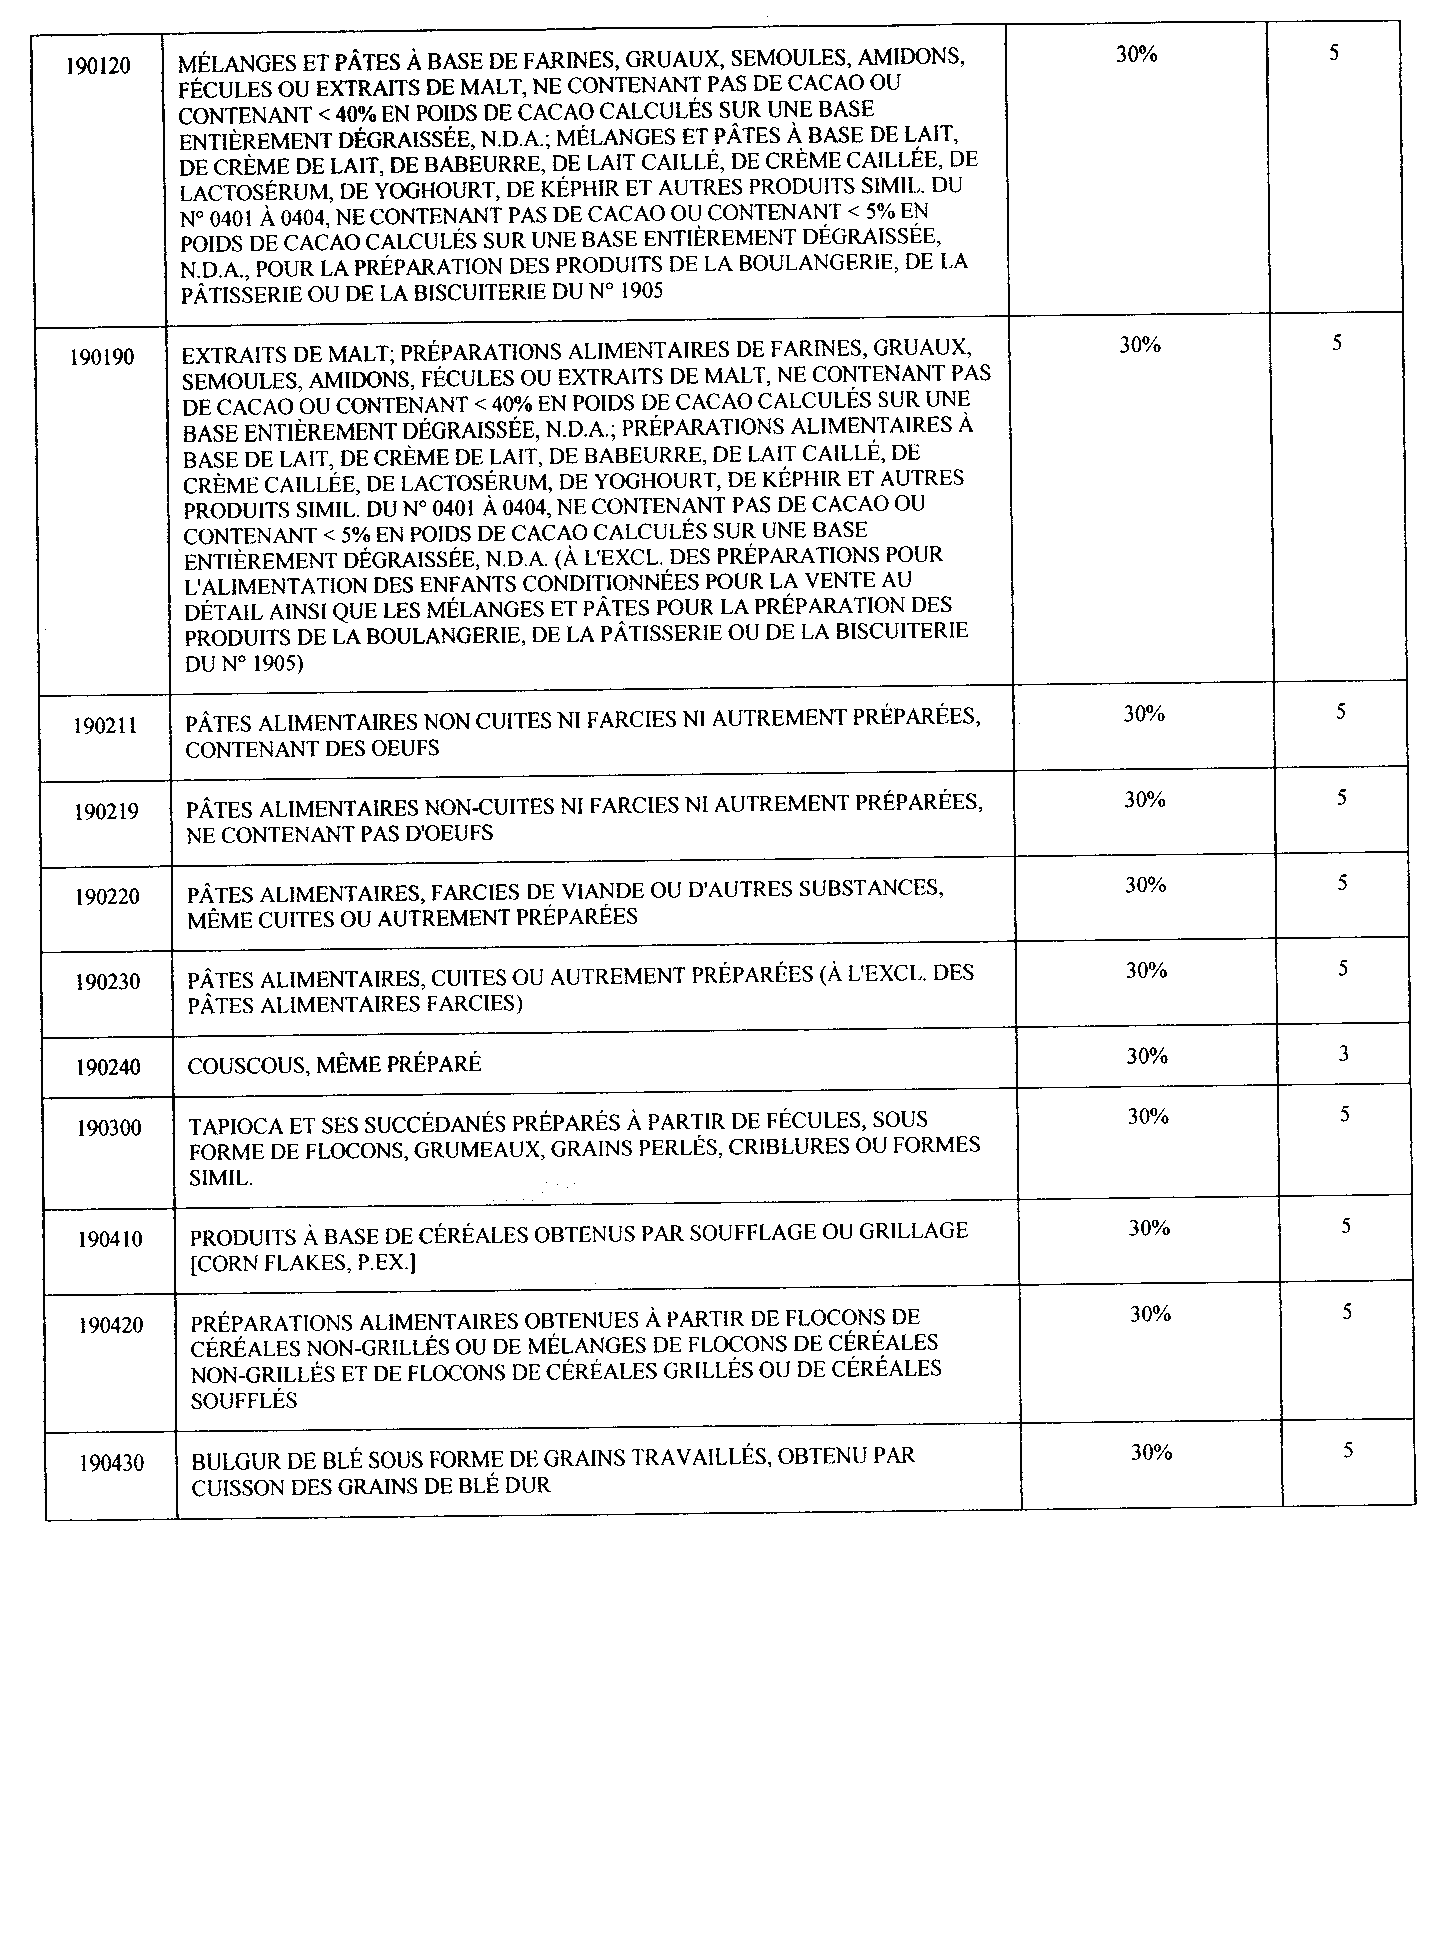 190120 MÉLANGES ET PÂTES À BASE DE FARINES, GRUAUX, SEMOULES, AMIDONS, 30% 5
FÉCULES OU EXTRAITS DE MALT, NE CONTENANT PAS DE CACAO OU
CONTENANT < 40% EN POIDS DE CACAO CALCULÉS SUR UNE BASE
ENTIÈREMENT DÉGRAISSÉE, N.D.A.; MÉLANGES ET PÂTES À BASE DE LAIT,
DE CRÈME DE LAIT, DE BABEURRE, DE LAIT CAILLÉ, DE CRÈME CAILLÉE, DE
LACTOSÉRUM, DE YOGHOURT, DE KÉPHIR ET AUTRES PRODUITS SIMIL. DU
N° 0401 À 0404, NE CONTENANT PAS DE CACAO OU CONTENANT < 5% EN
POIDS DE CACAO CALCULÉS SUR UNE BASE ENTIÈREMENT DÉGRAISSÉE,
N.D.A., POUR LA PRÉPARATION DES PRODUITS DE LA BOULANGERIE, DE LA
PÂTISSERIE OU DE LA BISCUITERIE DU N° 1905
190190 EXTRAITS DE MALT; PRÉPARATIONS ALIMENTAIRES DE FARINES, GRUAUX, 30% 5
SEMOULES, AMIDONS, FÉCULES OU EXTRAITS DE MALT, NE CONTENANT PAS
DE CACAO OU CONTENANT < 40% EN POIDS DE CACAO CALCULÉS SUR UNE
BASE ENTIÈREMENT DÉGRAISSÉE, N.D.A.; PRÉPARATIONS ALIMENTAIRES À
BASE DE LAIT, DE CRÈME DE LAIT, DE BABEURRE, DE LAIT CAILLÉ, DE
CRÈME CAILLÉE, DE LACTOSÉRUM, DE YOGHOURT, DE KÉPHIR ET AUTRES
PRODUITS SIMIL. DU N° 0401 À 0404, NE CONTENANT PAS DE CACAO OU
CONTENANT < 5% EN POIDS DE CACAO CALCULÉS SUR UNE BASE
ENTIÈREMENT DÉGRAISSÉE, N.D.A. (À L'EXCL. DES PRÉPARATIONS POUR
L'ALIMENTATION DES ENFANTS CONDITIONNÉES POUR LA VENTE AU
DÉTAIL AINSI QUE LES MÉLANGES ET PÂTES POUR LA PRÉPARATION DES
PRODUITS DE LA BOULANGERIE, DE LA PÂTISSERIE OU DE LA BISCUITERIE
DU N° 1905)
190211 PÂTES ALIMENTAIRES NON CUITES NI FARCIES NI AUTREMENT PRÉPARÉES, 30% 5
CONTENANT DES OEUFS
190219 PÂTES ALIMENTAIRES NON-CUITES NI FARCIES NI AUTREMENT PRÉPARÉES, 30% 5
NE CONTENANT PAS D'OEUFS
190220 PÂTES ALIMENTAIRES, FARCIES DE VIANDE OU D'AUTRES SUBSTANCES, 30% 5
MÊME CUITES OU AUTREMENT PRÉPARÉES
190230 PÂTES ALIMENTAIRES, CUITES OU AUTREMENT PRÉPARÉES (À L'EXCL. DES 30% 5
PÂTES ALIMENTAIRES FARCIES)
190240 COUSCOUS, MÊME PRÉPARÉ 30% 3
190300 TAPIOCA ET SES SUCCÉDANÉS PRÉPARÉS À PARTIR DE FÉCULES, SOUS 30% 5
FORME DE FLOCONS, GRUMEAUX, GRAINS PERLÉS, CRIBLURES OU FORMES
SIMIL.
190410 PRODUITS À BASE DE CÉRÉALES OBTENUS PAR SOUFFLAGE OU GRILLAGE 30% 5
[CORN FLAKES, P.EX.]
190420 PRÉPARATIONS ALIMENTAIRES OBTENUES À PARTIR DE FLOCONS DE 30% 5
CÉRÉALES NON-GRILLÉS OU DE MÉLANGES DE FLOCONS DE CÉRÉALES
NON-GRILLÉS ET DE FLOCONS DE CÉRÉALES GRILLÉS OU DE CÉRÉALES
SOUFFLÉS
190430 BULGUR DE BLÉ SOUS FORME DE GRAINS TRAVAILLÉS, OBTENU PAR 30% 5
CUISSON DES GRAINS DE BLÉ DUR